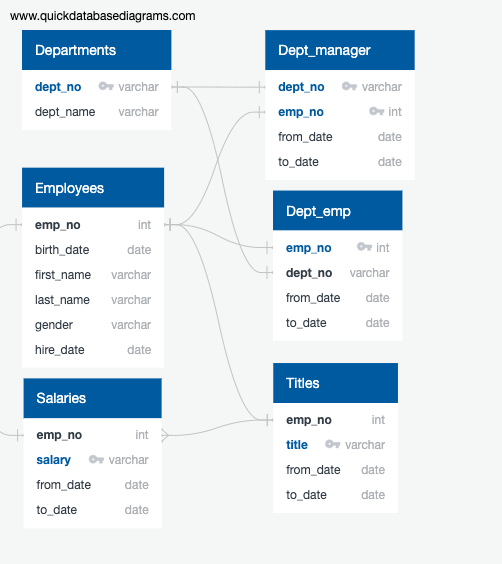 www.quickdatabasediagrams.com
Departments
dept_no varchar
dept_name varchar
Dept_manager
dept_no varchar
emp_no int
from_date date
to_date date
Employees
emp_no int
birth_date date
first_name varchar
last_name varchar
gender varchar
hire_date date
Dept_emp
emp_no int
dept_no varchar
from_date date
to_date date
Salaries
emp_no int
salary varchar
from_date date
to_date date
Titles
emp_no int
title varchar
from_date date
to_date date